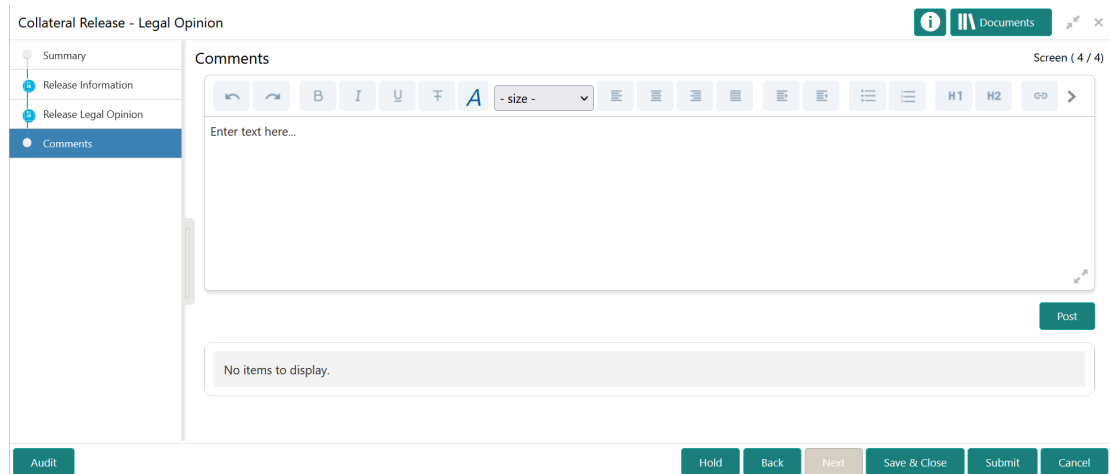 Collateral Release - Legal Opinion
Documents
Summary
Release Information
Release Legal Opinion
Comments
Comments
Screen ( 4 / 4)
B I U T A - size - H1 H2
Enter text here...
Post
No items to display.
Audit
Hold Back Next Save & Close Submit Cancel